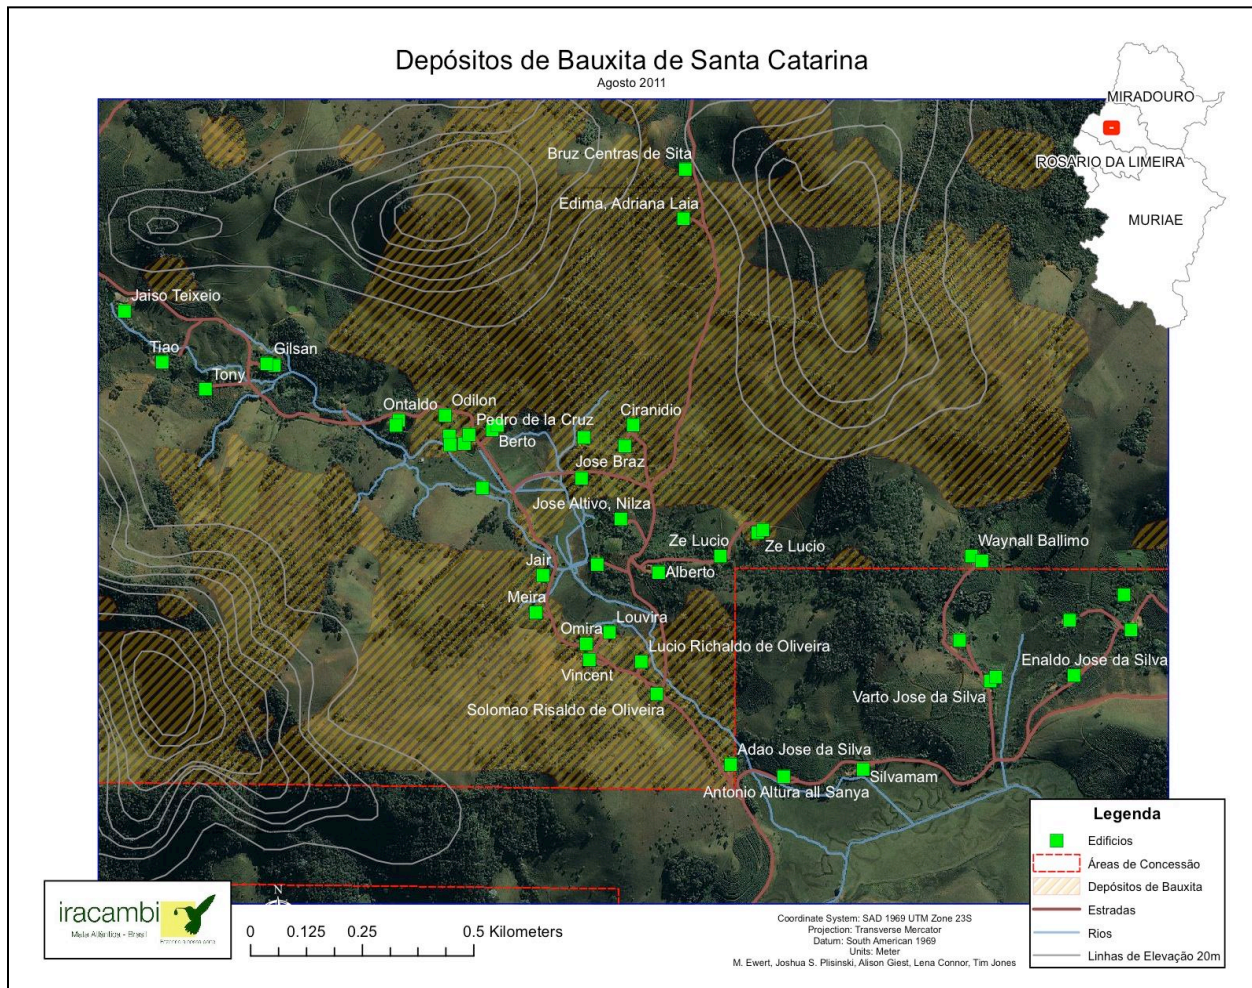 Depósitos de Bauxita de Santa Catarina
Agosto 2011
MIRADOURO
ROSÁRIO DA LIMEIRA
MURIAE
Bruz Centras de Sita
Edima, Adriana Laia
Jaiso Teixeio
Tiao
Gilsan
Tony
Ontaldo
Odilon
Pedro de la Cruz
Berto
Ciranidio
Jose Braz
Jose Altivo, Nilza
Ze Lucio
Ze Lucio
Waynall Ballimo
Jair
Alberto
Meira
Louvira
Omira
Lucio Richaldo de Oliveira
Vincent
Enaldo Jose da Silva
Varto Jose da Silva
Solomao Risaldo de Oliveira
Adao Jose da Silva
Silvamam
Antonio Altura all Sanya
Legenda
Edificios
Áreas de Concessão
Depósitos de Bauxita
Estradas
Rios
Linhas de Elevação 20m
iracambi
Mata Atlântica - Brasil
N
0 0.125 0.25 0.5 Kilometers
Coordinate System: SAD 1969 UTM Zone 23S
Projection: Transverse Mercator
Datum: South American 1969
Units: Meter
M. Ewert, Joshua S. Plisinski, Alison Giest, Lena Connor, Tim Jones